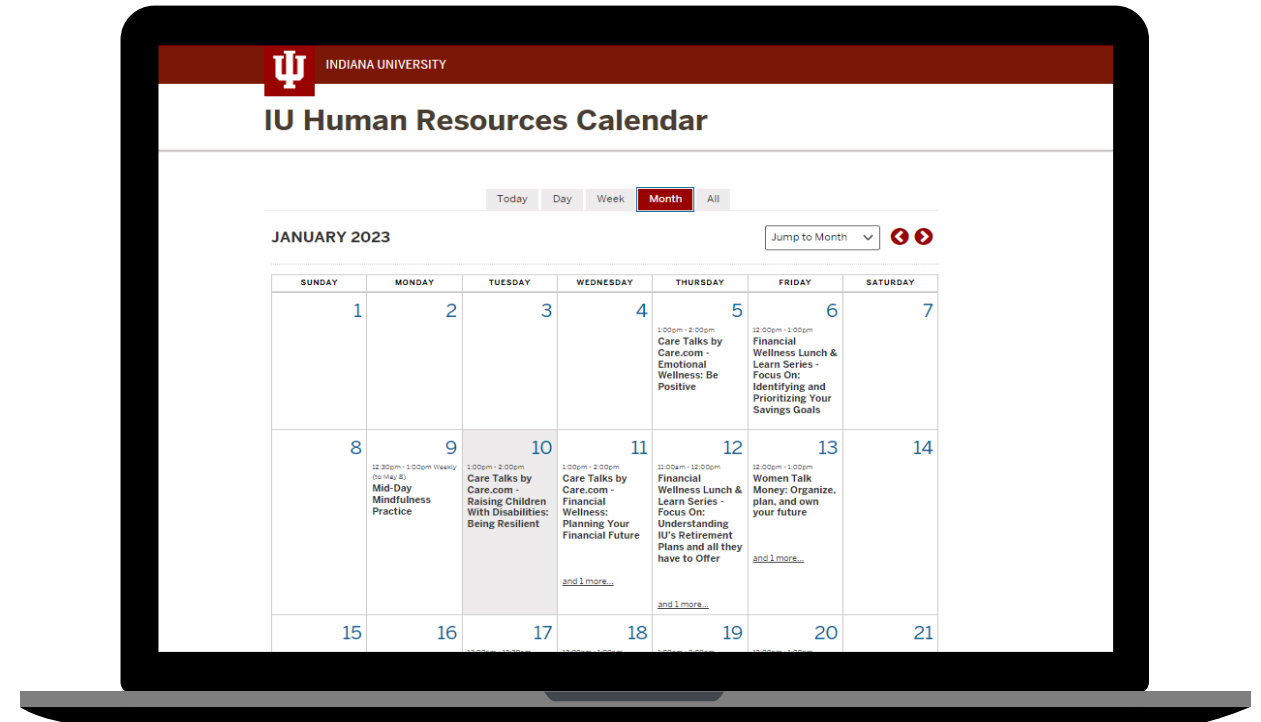 INDIANA UNIVERSITY
IU Human Resources Calendar
Today Day Week Month All
JANUARY 2023
Jump to Month
SUNDAY MONDAY TUESDAY WEDNESDAY THURSDAY FRIDAY SATURDAY
1
2
3
4
5
1:00pm - 2:00pm
Care Talks by
Care.com -
Emotional
Wellness: Be
Positive
6
12:00pm - 1:00pm
Financial
Wellness Lunch &
Learn Series -
Focus On:
Identifying and
Prioritizing Your
Savings Goals
7
8
9
12:30pm - 1:00pm Weekly
(to May 8)
Mid-Day
Mindfulness
Practice
10
1:00pm - 2:00pm
Care Talks by
Care.com -
Raising Children
With Disabilities:
Being Resilient
11
1:00pm - 2:00pm
Care Talks by
Care.com -
Financial
Wellness:
Planning Your
Financial Future
and 1 more...
12
11:00am - 12:00pm
Financial
Wellness Lunch &
Learn Series -
Focus On:
Understanding
IU's Retirement
Plans and all they
have to Offer
and 1 more...
13
12:00pm - 1:00pm
Women Talk
Money: Organize,
plan, and own
your future
and 1 more...
14
15
16
17
18
19
20
21